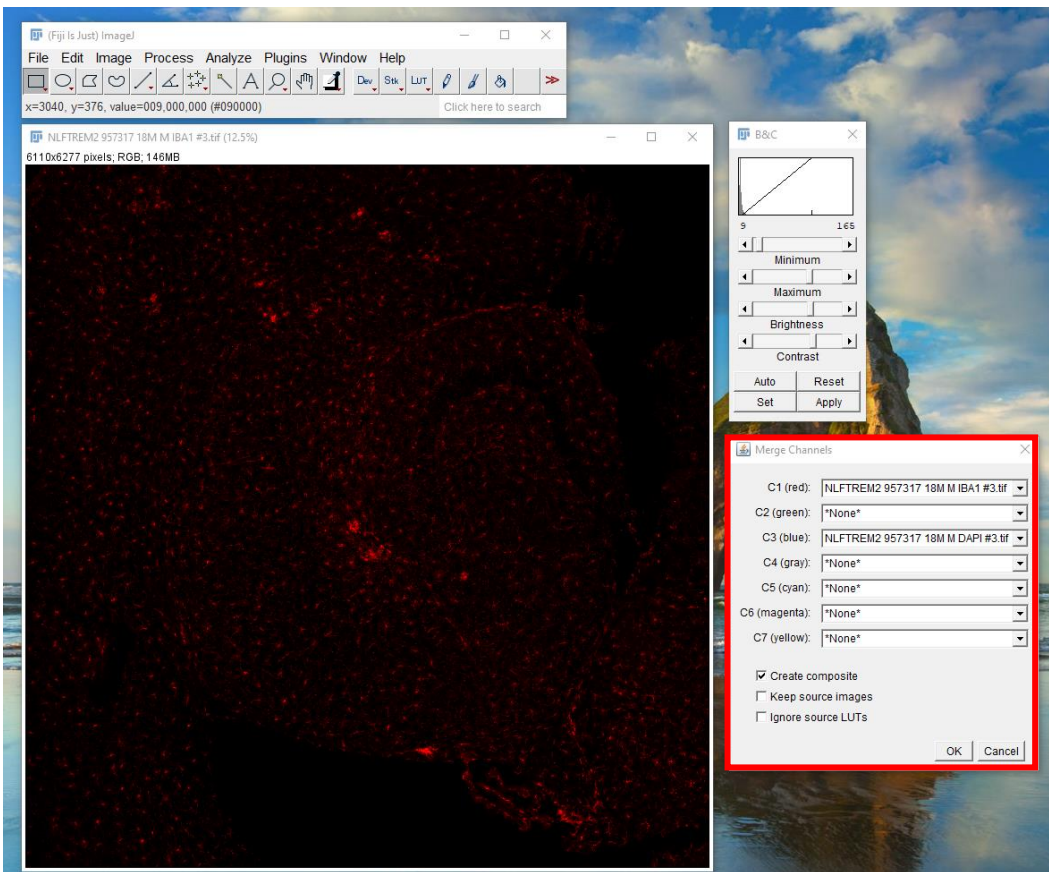 (Fiji Is Just) ImageJ
File Edit Image Process Analyze Plugins Window Help
A Dev Stk LUT
x=3040, y=376, value=009,000,000 (#090000) Click here to search
NLFTREM2 957317 18M M IBA1 #3.tif (12.5%)
6110x6277 pixels; RGB; 146MB
B&C
9 165
Minimum
Maximum
Brightness
Contrast
Auto Reset
Set Apply
Merge Channels
C1 (red): NLFTREM2 957317 18M M IBA1 #3.tif
C2 (green): *None*
C3 (blue): NLFTREM2 957317 18M M DAPI #3.tif
C4 (gray): *None*
C5 (cyan): *None*
C6 (magenta): *None*
C7 (yellow): *None*
Create composite
Keep source images
Ignore source LUTs
OK Cancel